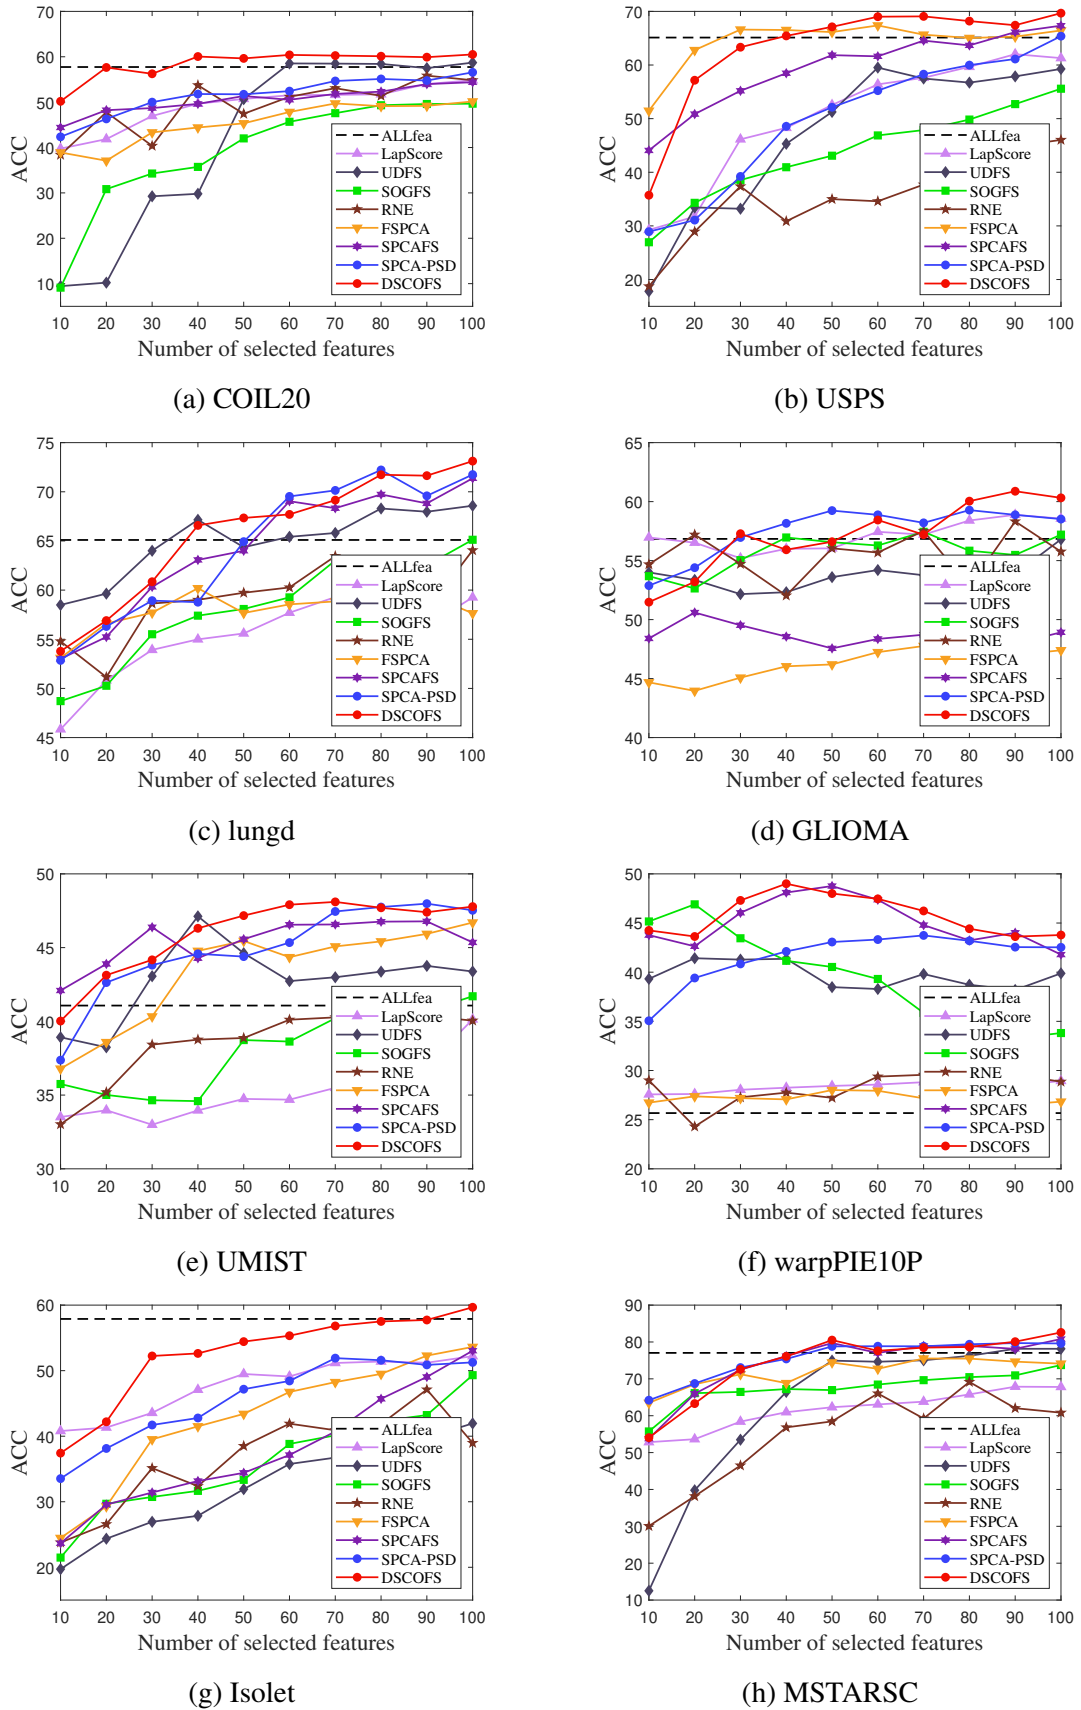 70
60
50
40
30
20
10
ACC
10 20 30 40 50 60 70 80 90 100
Number of selected features
ALLfea
LapScore
UDFS
SOGFS
RNE
FSPCA
SPCAFS
SPCA-PSD
DSCOFS
(a) COIL20
70
60
50
40
30
20
ACC
10 20 30 40 50 60 70 80 90 100
Number of selected features
ALLfea
LapScore
UDFS
SOGFS
RNE
FSPCA
SPCAFS
SPCA-PSD
DSCOFS
(b) USPS
75
70
65
60
55
50
45
ACC
10 20 30 40 50 60 70 80 90 100
Number of selected features
ALLfea
LapScore
UDFS
SOGFS
RNE
FSPCA
SPCAFS
SPCA-PSD
DSCOFS
(c) lungd
65
60
55
50
45
40
ACC
10 20 30 40 50 60 70 80 90 100
Number of selected features
ALLfea
LapScore
UDFS
SOGFS
RNE
FSPCA
SPCAFS
SPCA-PSD
DSCOFS
(d) GLIOMA
50
45
40
35
30
ACC
10 20 30 40 50 60 70 80 90 100
Number of selected features
ALLfea
LapScore
UDFS
SOGFS
RNE
FSPCA
SPCAFS
SPCA-PSD
DSCOFS
(e) UMIST
50
45
40
35
30
25
20
ACC
10 20 30 40 50 60 70 80 90 100
Number of selected features
ALLfea
LapScore
UDFS
SOGFS
RNE
FSPCA
SPCAFS
SPCA-PSD
DSCOFS
(f) warpPIE10P
60
50
40
30
20
ACC
10 20 30 40 50 60 70 80 90 100
Number of selected features
ALLfea
LapScore
UDFS
SOGFS
RNE
FSPCA
SPCAFS
SPCA-PSD
DSCOFS
(g) Isolet
90
80
70
60
50
40
30
20
10
ACC
10 20 30 40 50 60 70 80 90 100
Number of selected features
ALLfea
LapScore
UDFS
SOGFS
RNE
FSPCA
SPCAFS
SPCA-PSD
DSCOFS
(h) MSTARSC